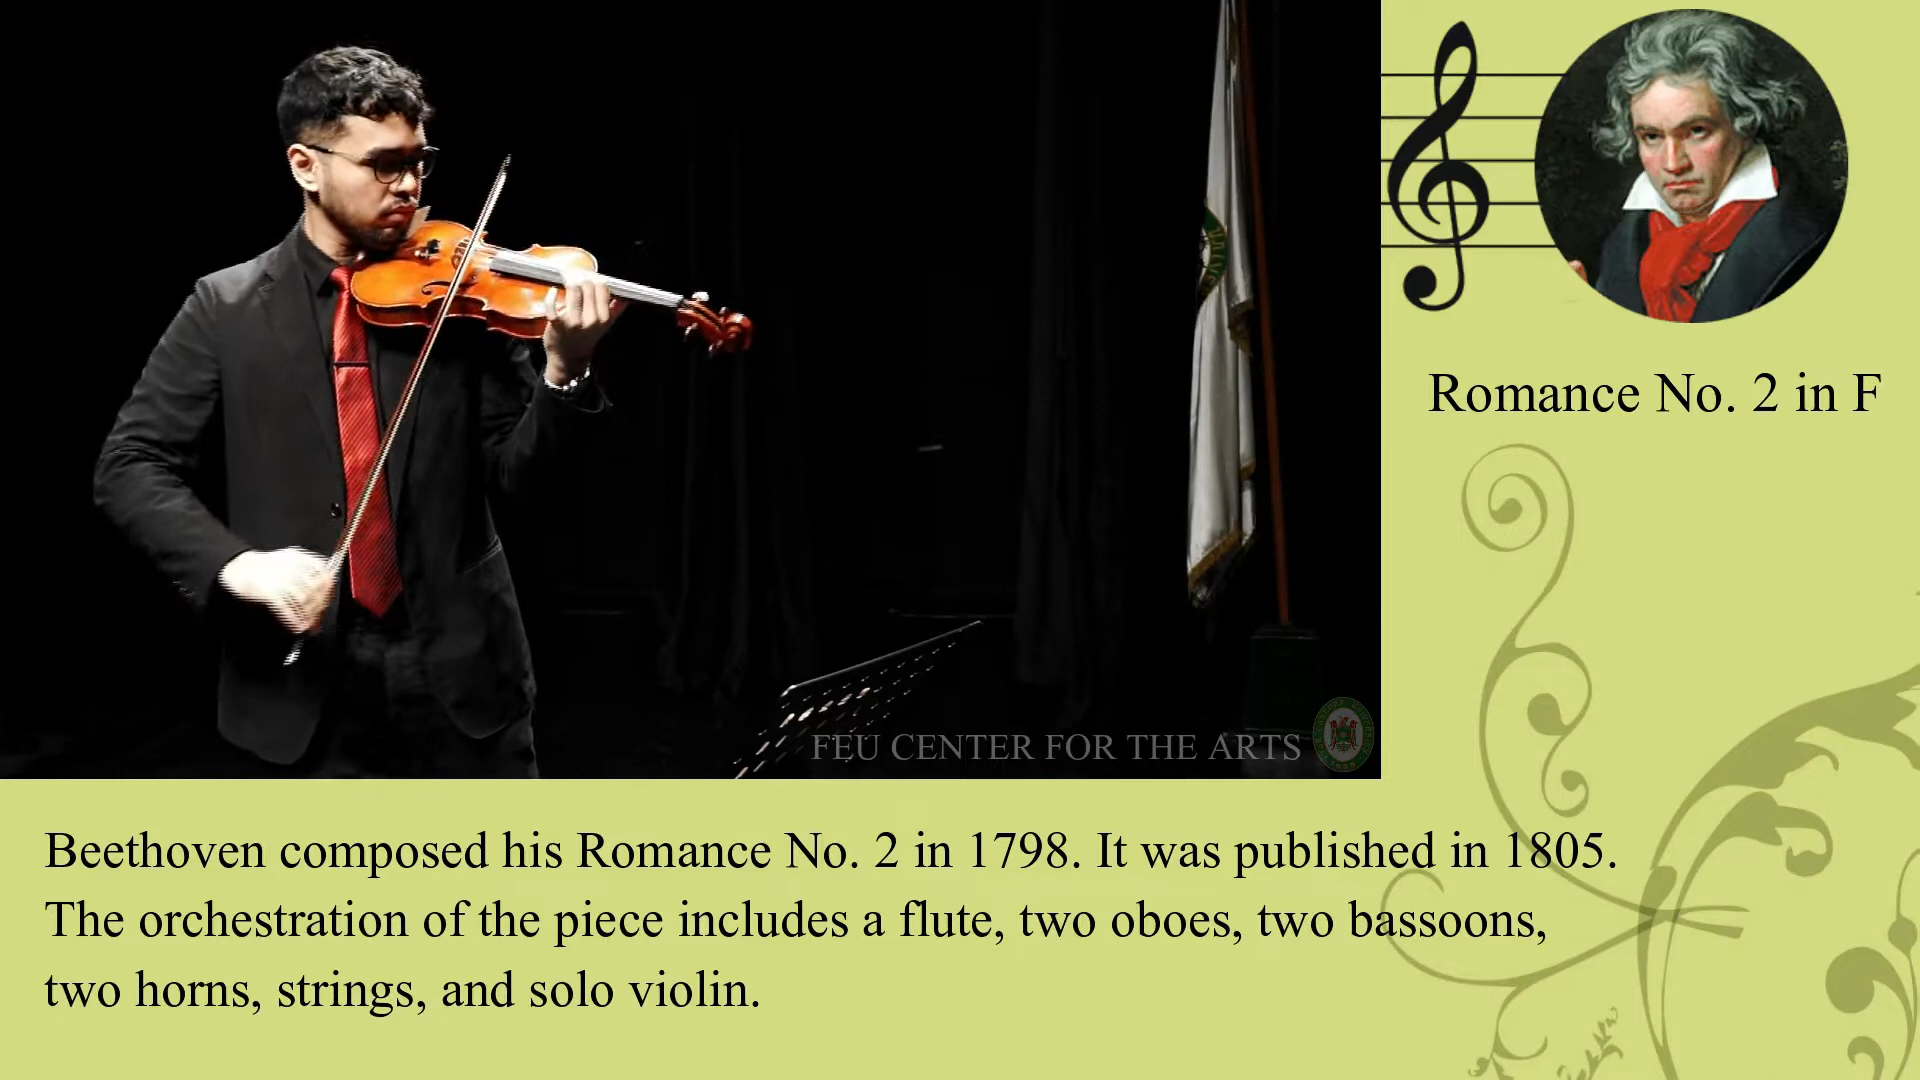 Romance No. 2 in F
FEU CENTER FOR THE ARTS
Beethoven composed his Romance No. 2 in 1798. It was published in 1805.
The orchestration of the piece includes a flute, two oboes, two bassoons,
two horns, strings, and solo violin.